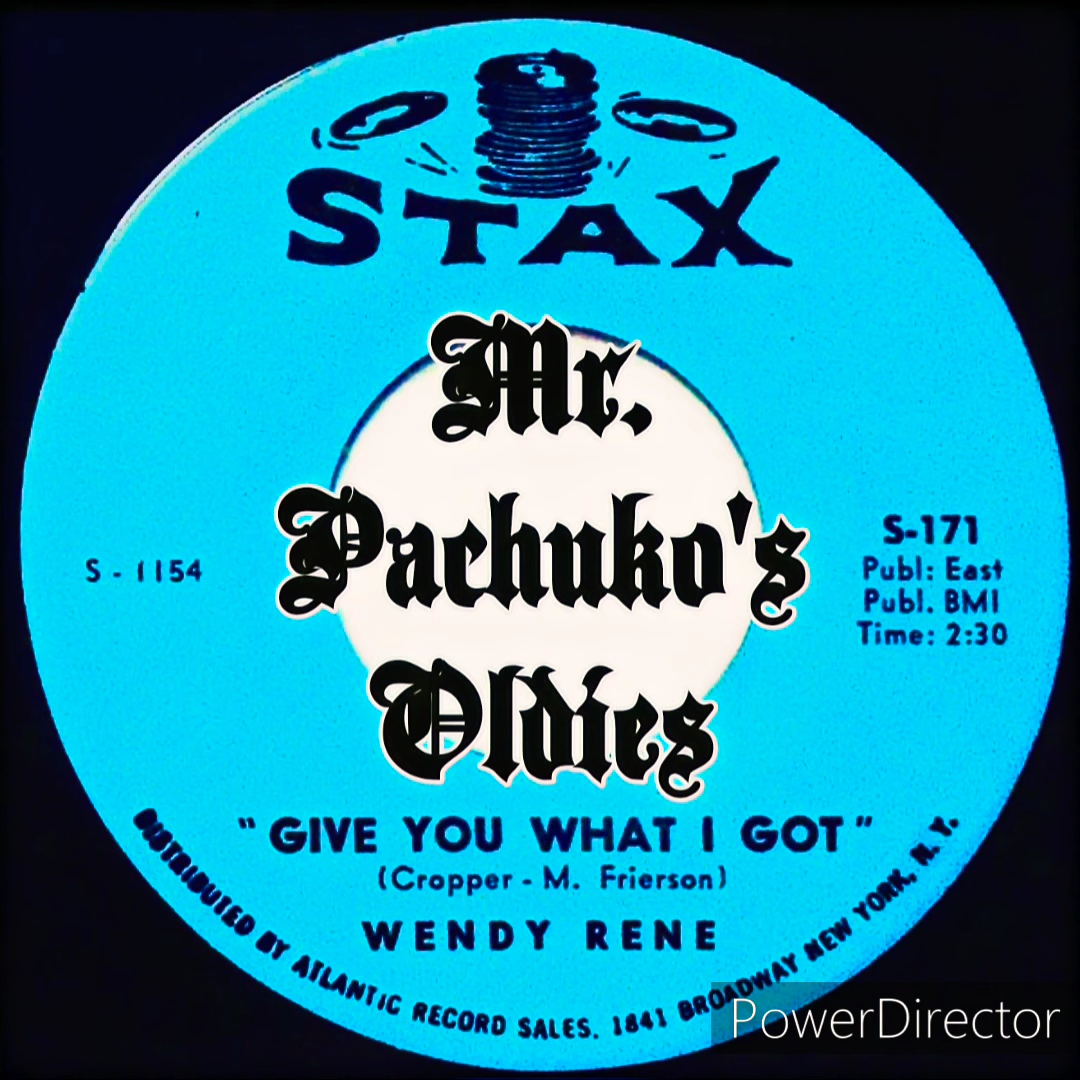 STAX
Mr.
Pachuko's
Oldies
S - 1154
S-171
Publ: East
Publ. BMI
Time: 2:30
" GIVE YOU WHAT I GOT "
(Cropper - M. Frierson)
WENDY RENE
DISTRIBUTED BY ATLANTIC RECORD SALES. 1841 BROADWAY NEW YORK, N. Y.
PowerDirector